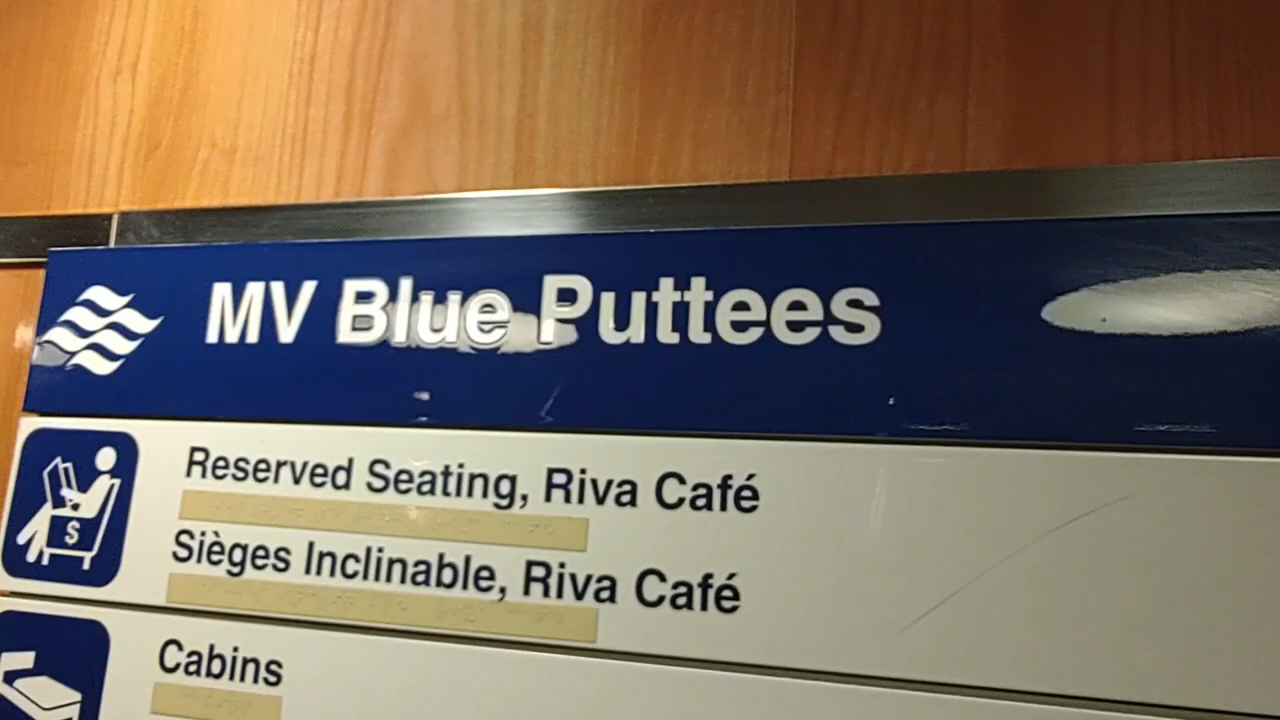 MV Blue Puttees
Reserved Seating, Riva Café
$
Sièges Inclinable, Riva Café
Cabins